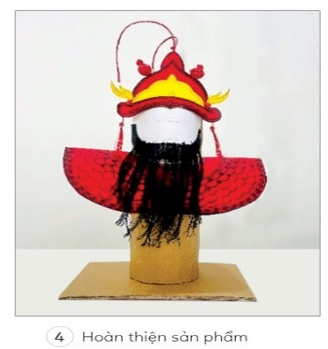 4 Hoàn thiện sản phẩm